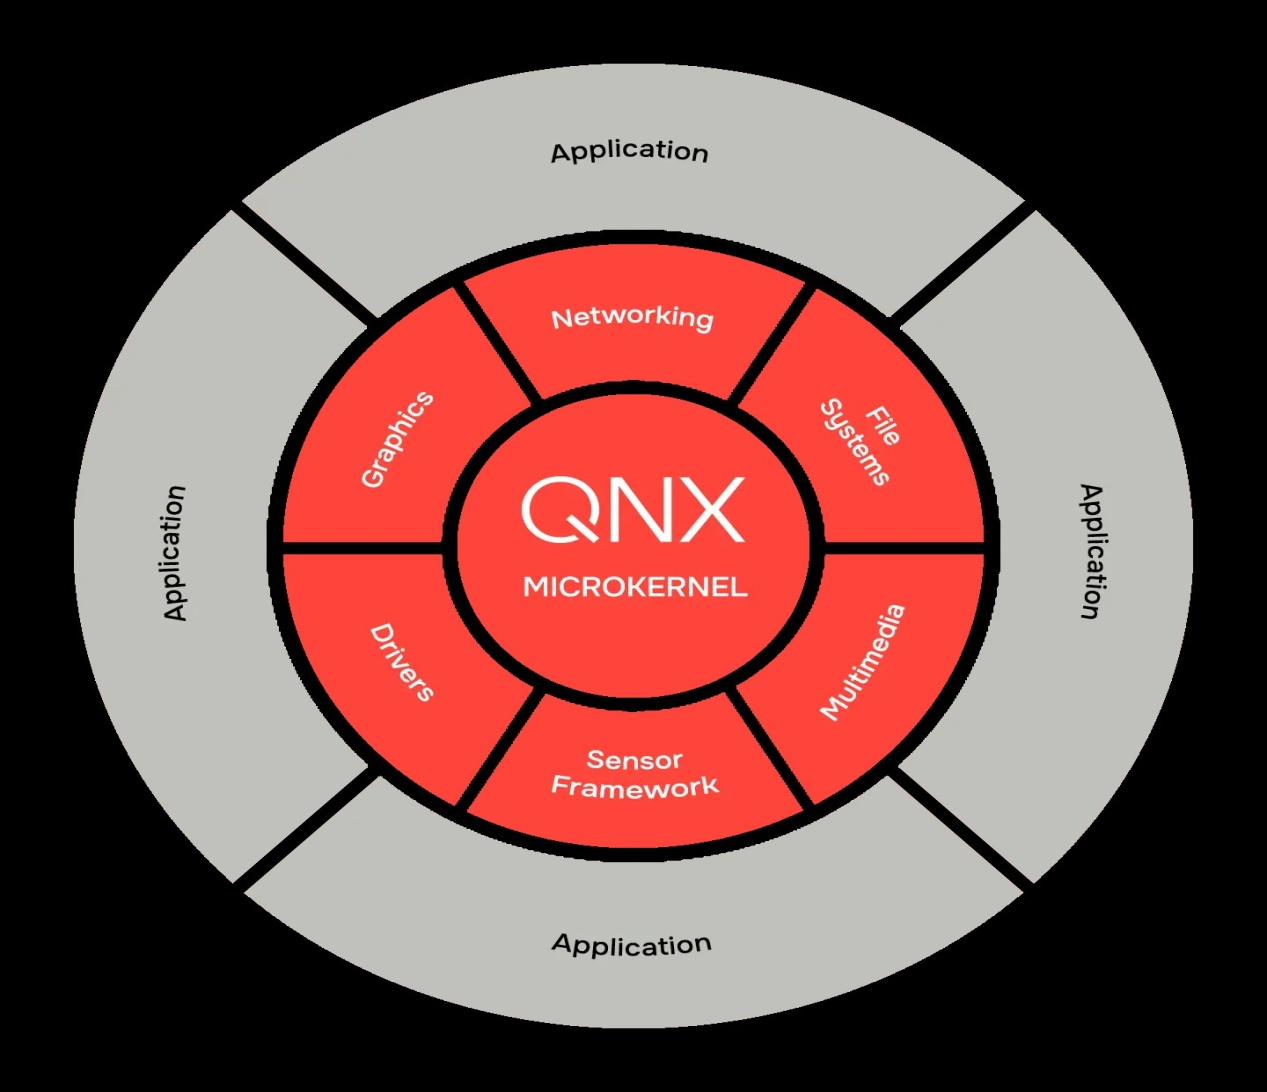 Application
Networking
Graphics
File
Systems
QNX
MICROKERNEL
Application
Application
Drivers
Multimedia
Sensor
Framework
Application